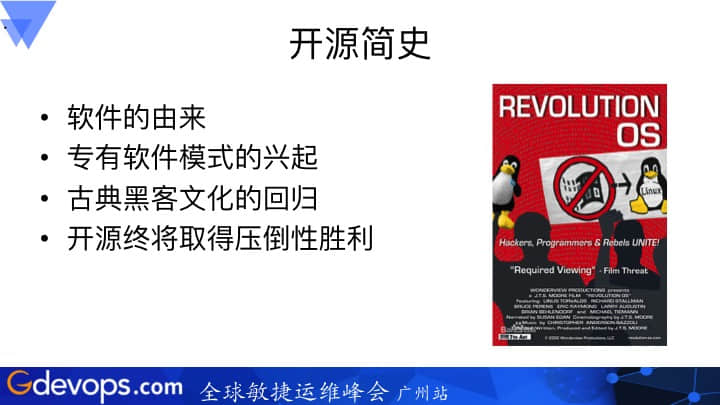 开源简史
• 软件的由来
• 专有软件模式的兴起
• 古典黑客文化的回归
• 开源终将取得压倒性胜利
REVOLUTION
OS
Linux
Hackers, Programmers & Rebels UNITE!
"Required Viewing" - Film Threat
WONDERVIEW PRODUCTIONS presents
a J.T.S. MOORE FILM "REVOLUTION OS"
Featuring LINUS TORVALDS RICHARD STALLMAN
BRUCE PERENS ERIC RAYMOND LARRY AUGUSTIN
BRIAN BEHLENDORF and MICHAEL TIEMANN
Narrated by SUSAN EGAN Cinematography by J.T.S. MOORE
Music by CHRISTOPHER ANDERSON-BAZZOLI
Written, Produced and Edited by J.T.S. MOORE
© 2002 Wonderview Productions, LLC
revolution-os.com
Gdevops.com
全球敏捷运维峰会 广州站